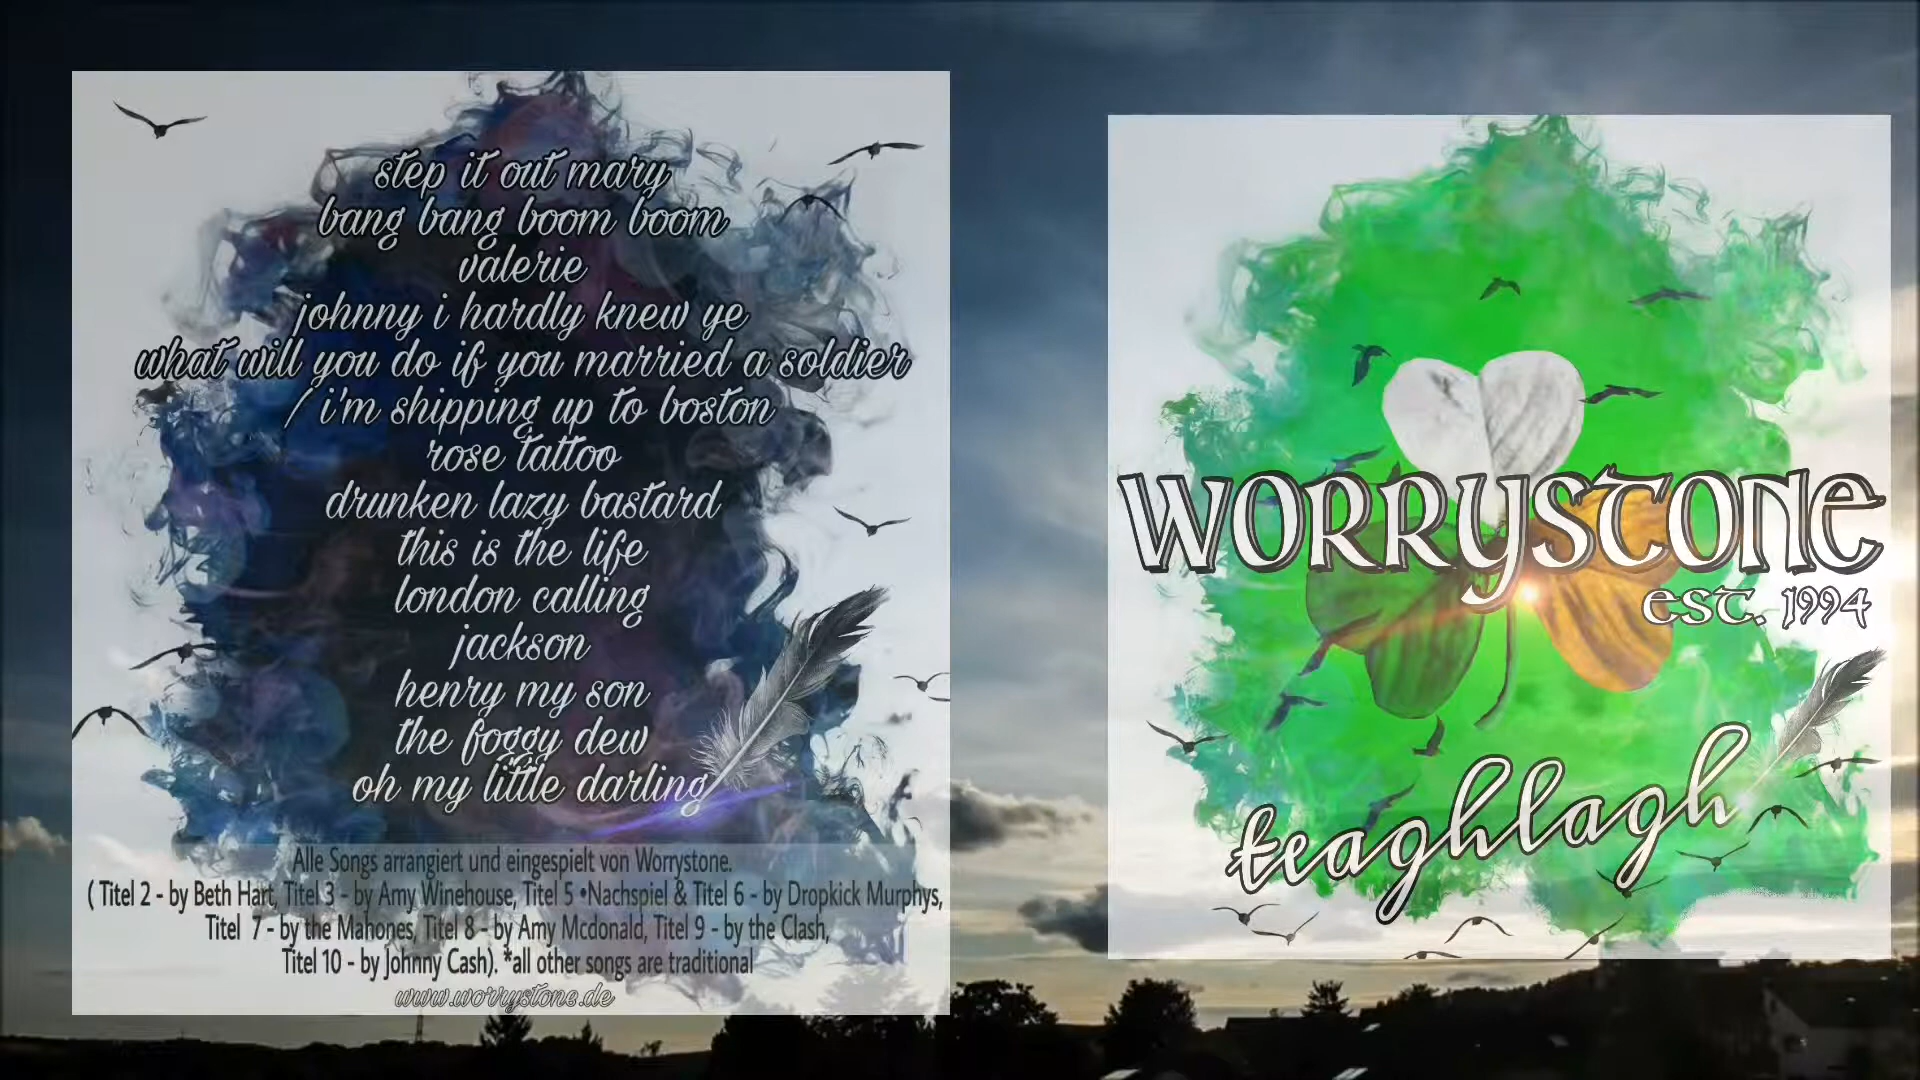 step it out mary
bang bang boom boom
valerie
johnny i hardly knew ye
what will you do if you married a soldier
/ i'm shipping up to boston
rose tattoo
drunken lazy bastard
this is the life
london calling
jackson
henry my son
the foggy dew
oh my little darling
Alle Songs arrangiert und eingespielt von Worrystone.
( Titel 2 - by Beth Hart, Titel 3 - by Amy Winehouse, Titel 5 •Nachspiel & Titel 6 - by Dropkick Murphys,
Titel 7 - by the Mahones, Titel 8 - by Amy Mcdonald, Titel 9 - by the Clash,
Titel 10 - by Johnny Cash). *all other songs are traditional
www.worrystone.de
WORRYSTONE
est. 1994
teaghlagh